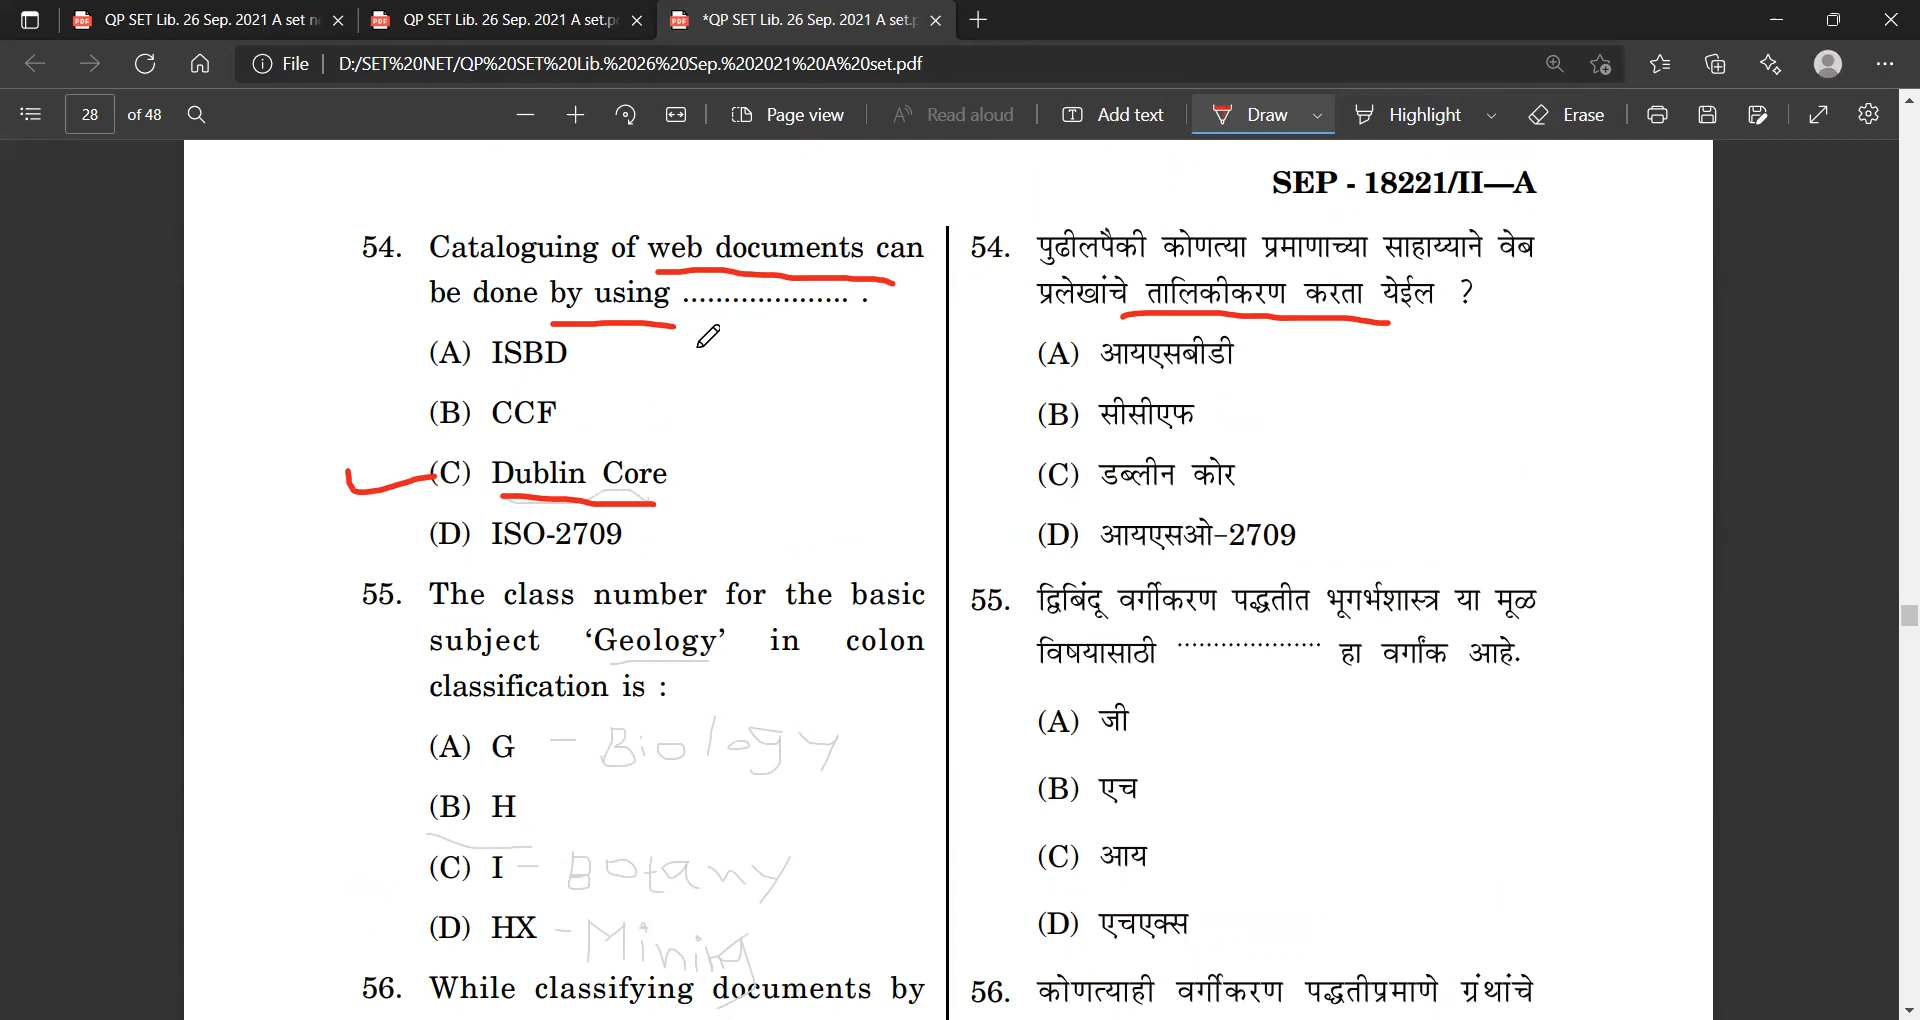 QP SET Lib. 26 Sep. 2021 A set n
QP SET Lib. 26 Sep. 2021 A set.p
*QP SET Lib. 26 Sep. 2021 A set.p
File
D:/SET%20NET/QP%20SET%20Lib.%2026%20Sep.%202021%20A%20set.pdf
28 of 48
Page view
Read aloud
Add text
Draw
Highlight
Erase
SEP - 18221/II—A
54. Cataloguing of web documents can
be done by using .................... .
(A) ISBD
(B) CCF
(C) Dublin Core
(D) ISO-2709
55. The class number for the basic
subject ‘Geology’ in colon
classification is :
(A) G – Biology
(B) H
(C) I – Botany
(D) HX – Mining
56. While classifying documents by
54. पुढीलपैकी कोणत्या प्रमाणाच्या साहाय्याने वेब
प्रलेखांचे तालिकीकरण करता येईल ?
(A) आयएसबीडी
(B) सीसीएफ
(C) डब्लीन कोर
(D) आयएसओ-2709
55. द्विबिंदू वर्गीकरण पद्धतीत भूगर्भशास्त्र या मूळ
विषयासाठी .................... हा वर्गांक आहे.
(A) जी
(B) एच
(C) आय
(D) एचएक्स
56. कोणत्याही वर्गीकरण पद्धतीप्रमाणे ग्रंथांचे